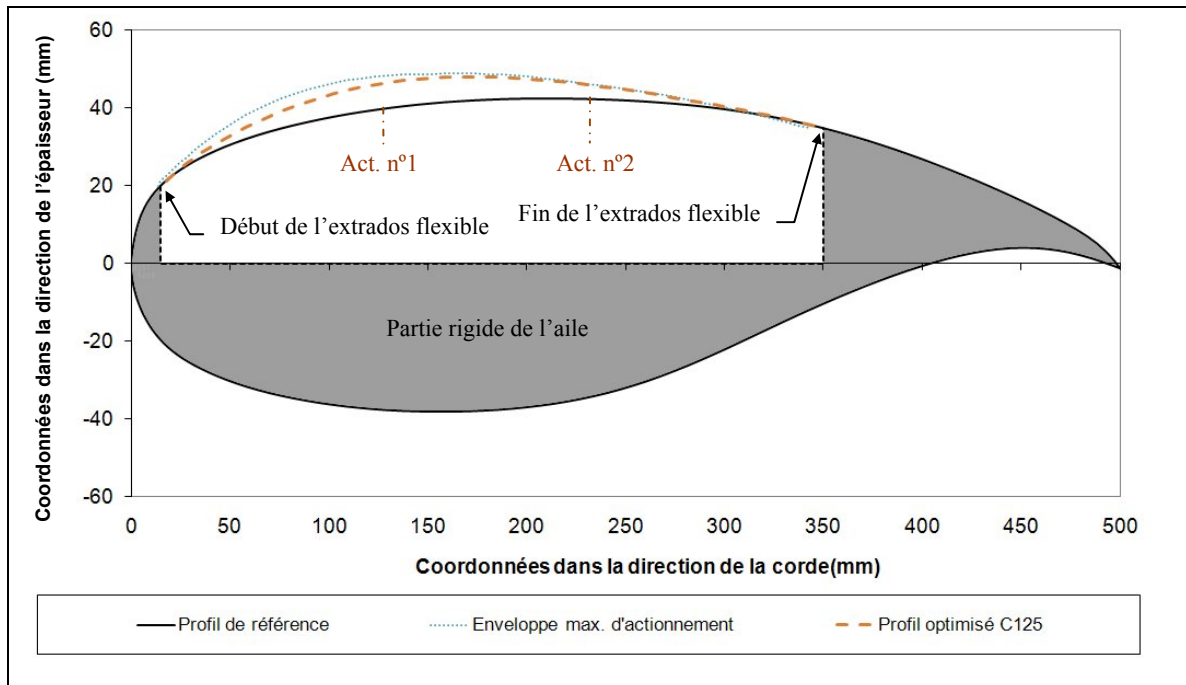 Coordonnées dans la direction de l'épaisseur (mm)
60
40
20
0
-20
-40
-60
Act. nº1
Act. nº2
Début de l'extrados flexible
Fin de l'extrados flexible
Partie rigide de l'aile
0 50 100 150 200 250 300 350 400 450 500
Coordonnées dans la direction de la corde(mm)
Profil de référence Enveloppe max. d'actionnement Profil optimisé C125